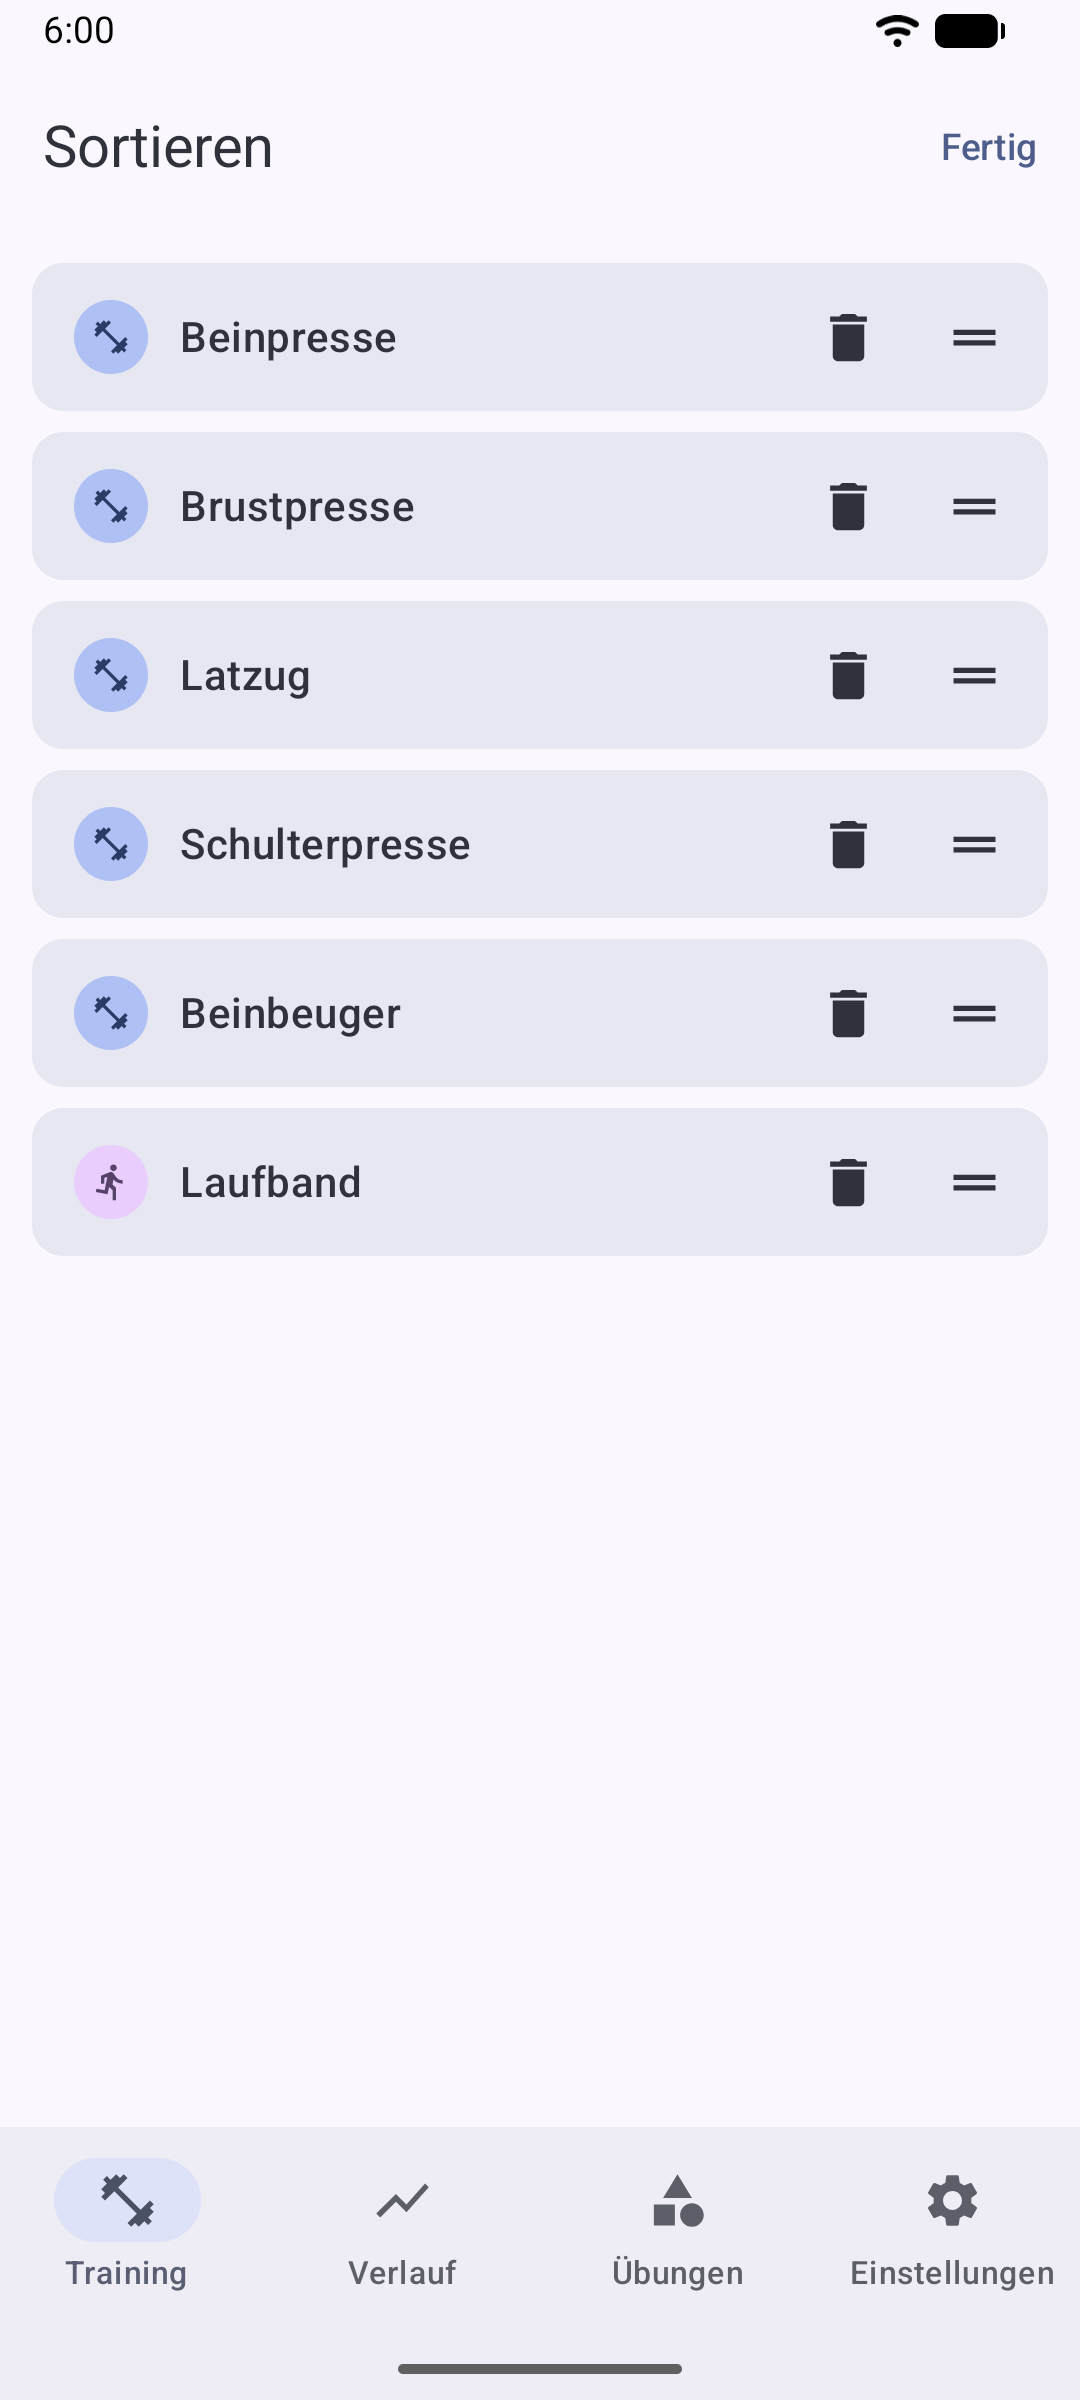 6:00
Sortieren
Fertig
Beinpresse
Brustpresse
Latzug
Schulterpresse
Beinbeuger
Laufband
Training
Verlauf
Übungen
Einstellungen